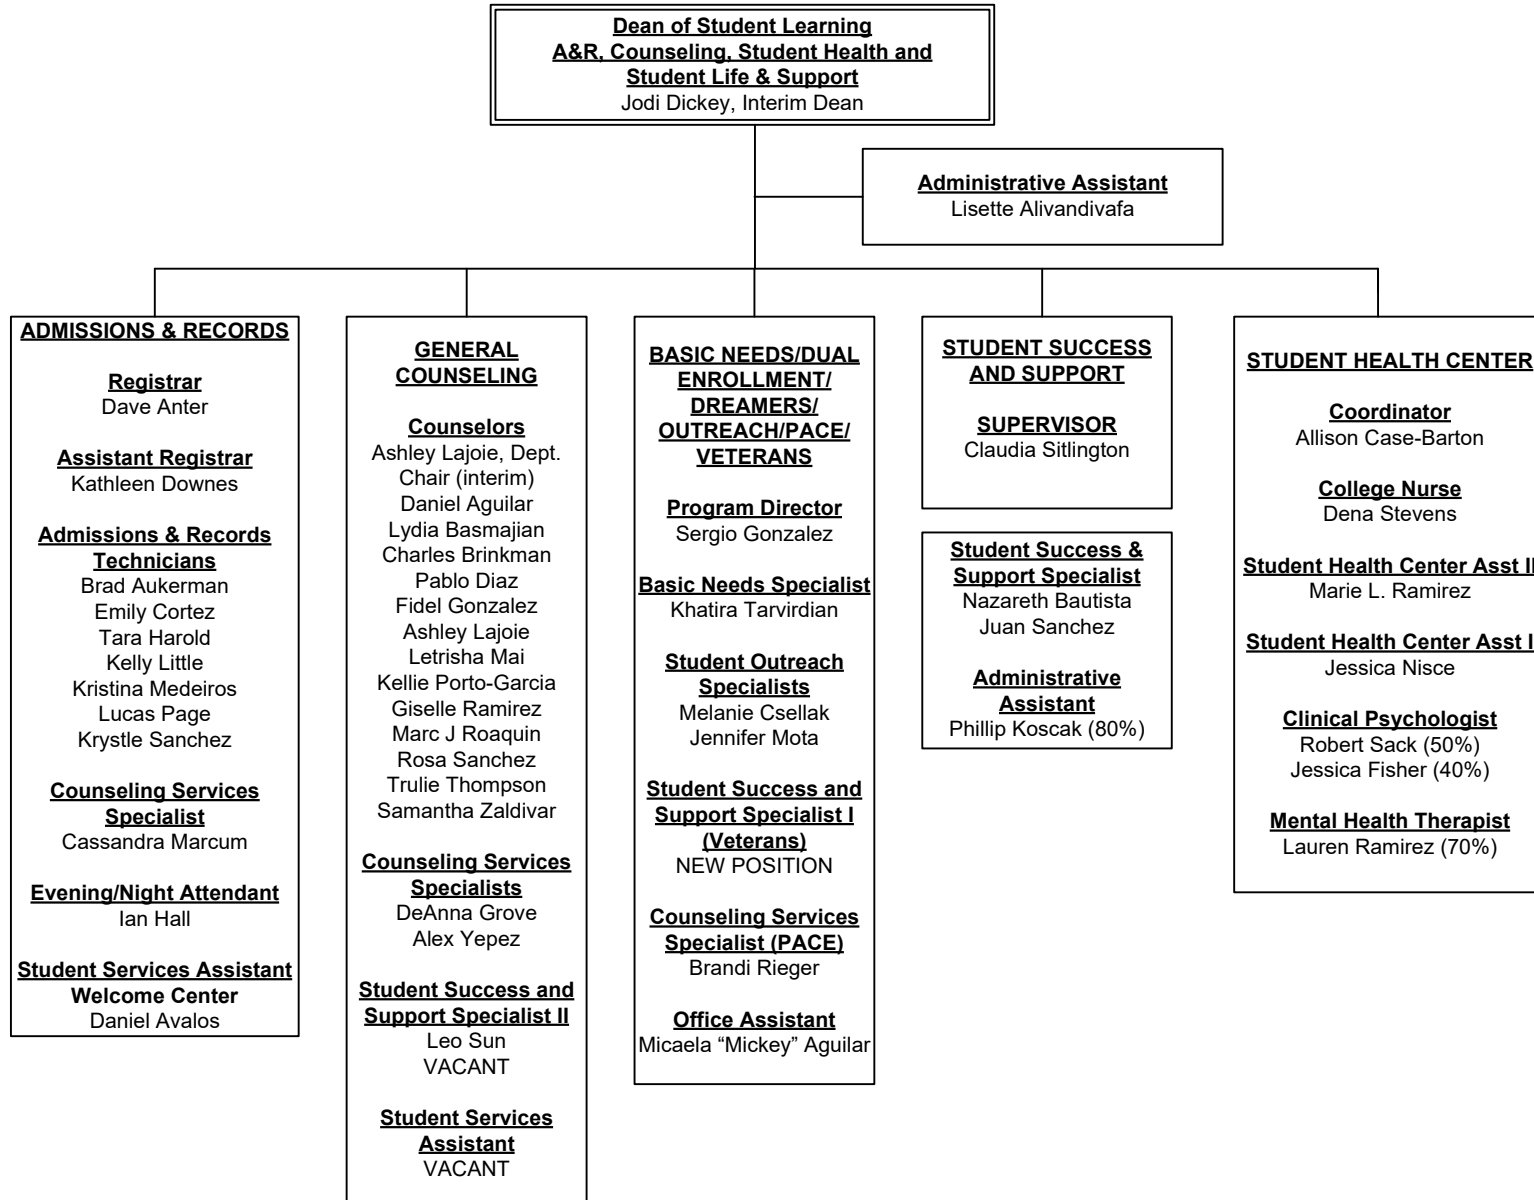 Dean of Student Learning
A&R, Counseling, Student Health and
Student Life & Support
Jodi Dickey, Interim Dean
Administrative Assistant
Lisette Alivandivafa
ADMISSIONS & RECORDS
Registrar
Dave Anter
Assistant Registrar
Kathleen Downes
Admissions & Records
Technicians
Brad Aukerman
Emily Cortez
Tara Harold
Kelly Little
Kristina Medeiros
Lucas Page
Krystle Sanchez
Counseling Services
Specialist
Cassandra Marcum
Evening/Night Attendant
Ian Hall
Student Services Assistant
Welcome Center
Daniel Avalos
GENERAL
COUNSELING
Counselors
Ashley Lajoie, Dept.
Chair (interim)
Daniel Aguilar
Lydia Basmajian
Charles Brinkman
Pablo Diaz
Fidel Gonzalez
Ashley Lajoie
Letrisha Mai
Kellie Porto-Garcia
Giselle Ramirez
Marc J Roaquin
Rosa Sanchez
Trulie Thompson
Samantha Zaldivar
Counseling Services
Specialists
DeAnna Grove
Alex Yepez
Student Success and
Support Specialist II
Leo Sun
VACANT
Student Services
Assistant
VACANT
BASIC NEEDS/DUAL
ENROLLMENT/
DREAMERS/
OUTREACH/PACE/
VETERANS
Program Director
Sergio Gonzalez
Basic Needs Specialist
Khatira Tarvirdian
Student Outreach
Specialists
Melanie Csellak
Jennifer Mota
Student Success and
Support Specialist I
(Veterans)
NEW POSITION
Counseling Services
Specialist (PACE)
Brandi Rieger
Office Assistant
Micaela “Mickey” Aguilar
STUDENT SUCCESS
AND SUPPORT
SUPERVISOR
Claudia Sitlington
Student Success &
Support Specialist
Nazareth Bautista
Juan Sanchez
Administrative
Assistant
Phillip Koscak (80%)
STUDENT HEALTH CENTER
Coordinator
Allison Case-Barton
College Nurse
Dena Stevens
Student Health Center Asst II
Marie L. Ramirez
Student Health Center Asst I
Jessica Nisce
Clinical Psychologist
Robert Sack (50%)
Jessica Fisher (40%)
Mental Health Therapist
Lauren Ramirez (70%)